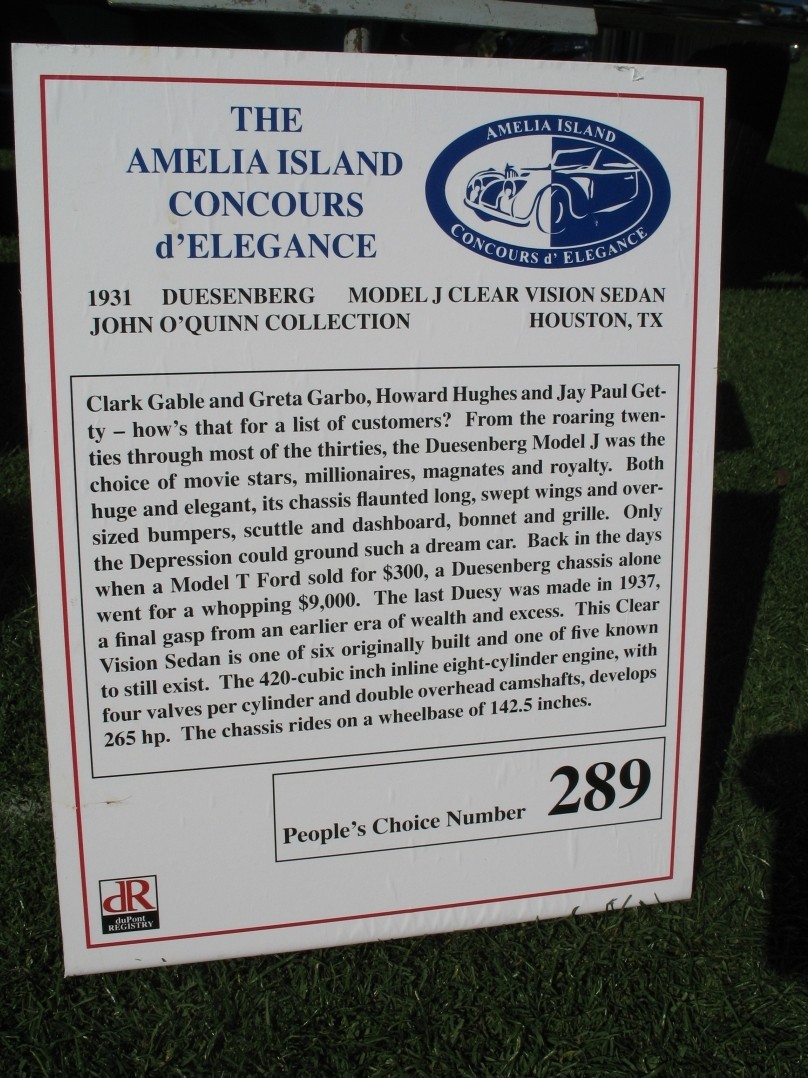 THE
AMELIA ISLAND
CONCOURS
d'ELEGANCE
AMELIA ISLAND
CONCOURS d' ELEGANCE
1931 DUESENBERG MODEL J CLEAR VISION SEDAN
JOHN O'QUINN COLLECTION HOUSTON, TX
Clark Gable and Greta Garbo, Howard Hughes and Jay Paul Get-
ty – how's that for a list of customers? From the roaring twen-
ties through most of the thirties, the Duesenberg Model J was the
choice of movie stars, millionaires, magnates and royalty. Both
huge and elegant, its chassis flaunted long, swept wings and over-
sized bumpers, scuttle and dashboard, bonnet and grille. Only
the Depression could ground such a dream car. Back in the days
when a Model T Ford sold for $300, a Duesenberg chassis alone
went for a whopping $9,000. The last Duesy was made in 1937,
a final gasp from an earlier era of wealth and excess. This Clear
Vision Sedan is one of six originally built and one of five known
to still exist. The 420-cubic inch inline eight-cylinder engine, with
four valves per cylinder and double overhead camshafts, develops
265 hp. The chassis rides on a wheelbase of 142.5 inches.
People's Choice Number 289
dR
duPont
REGISTRY